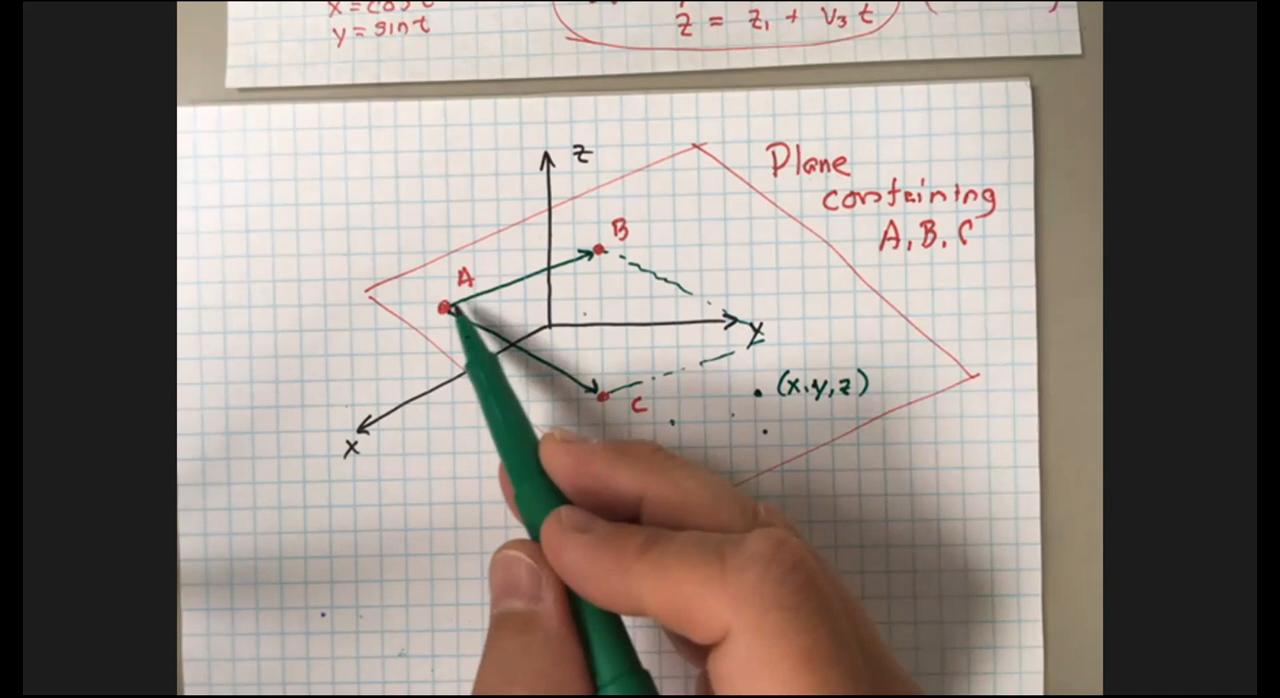 y = sin t
z = z₁ + v₃ t
z
Plane
containing
A, B, C
B
A
y
(x,y,z)
C
x